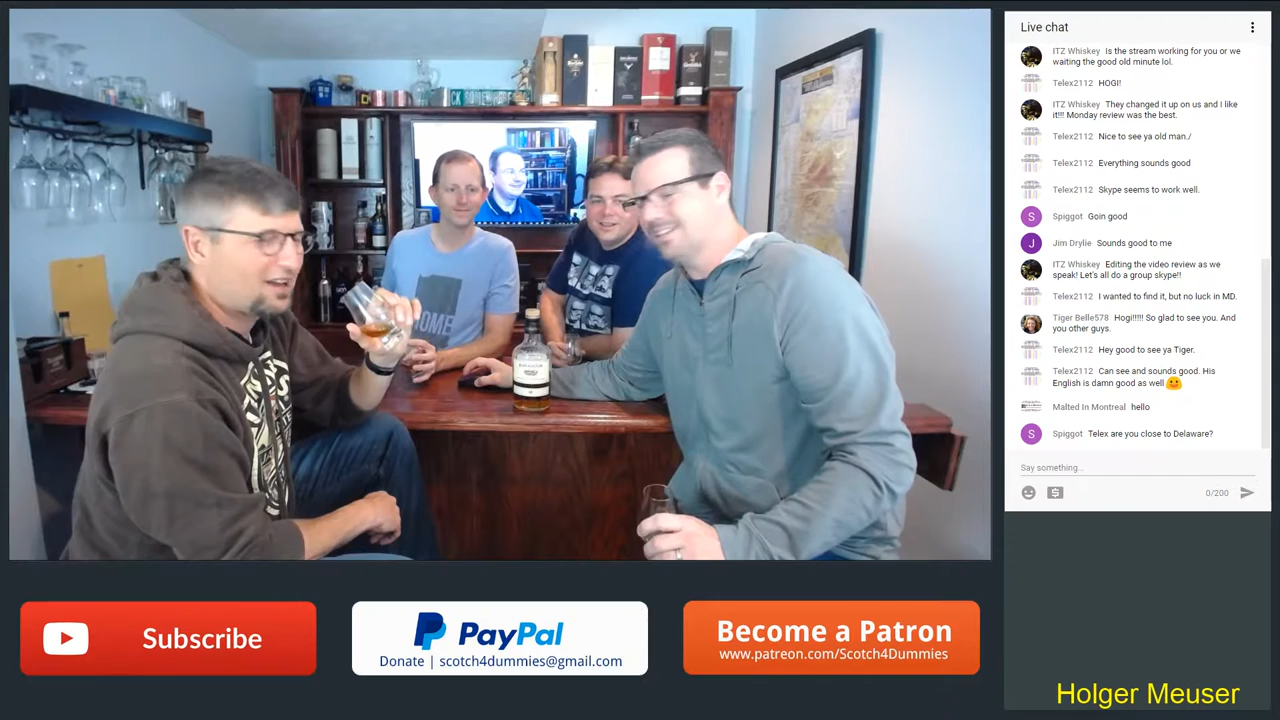 HOME
Live chat
ITZ Whiskey Is the stream working for you or we
waiting the good old minute lol.
Telex2112 HOGI!
ITZ Whiskey They changed it up on us and I like
it!!! Monday review was the best.
Telex2112 Nice to see ya old man./
Telex2112 Everything sounds good
Telex2112 Skype seems to work well.
S Spiggot Goin good
J Jim Drylie Sounds good to me
ITZ Whiskey Editing the video review as we
speak! Let's all do a group skype!!
Telex2112 I wanted to find it, but no luck in MD.
Tiger Belle578 Hogi!!!!! So glad to see you. And
you other guys.
Telex2112 Hey good to see ya Tiger.
Telex2112 Can see and sounds good. His
English is damn good as well
Malted In Montreal hello
S Spiggot Telex are you close to Delaware?
Say something...
0/200
Subscribe
PayPal
Donate | scotch4dummies@gmail.com
Become a Patron
www.patreon.com/Scotch4Dummies
Holger Meuser